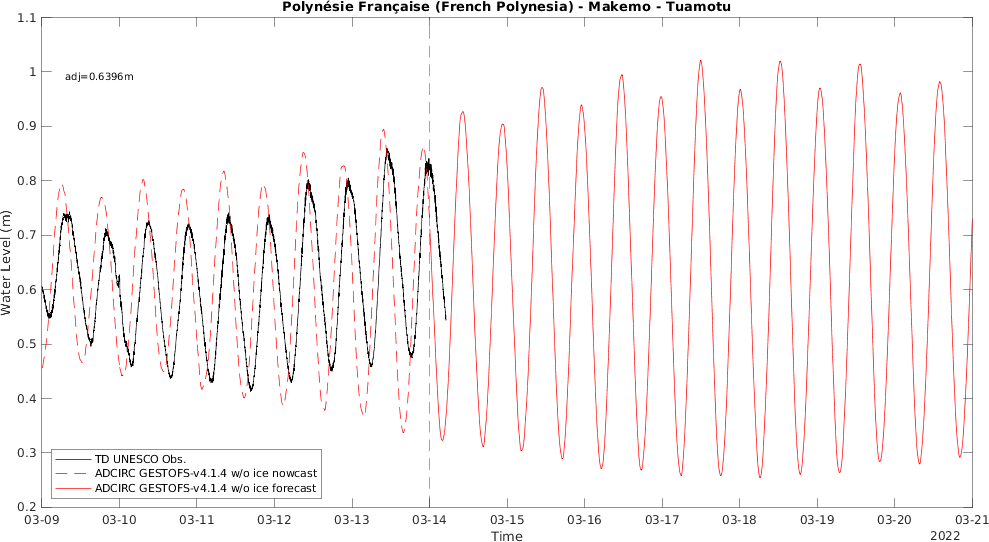 Polynésie Française (French Polynesia) - Makemo - Tuamotu
1.1
1
0.9
0.8
0.7
0.6
0.5
0.4
0.3
0.2
Water Level (m)
adj=0.6396m
TD UNESCO Obs.
ADCIRC GESTOFS-v4.1.4 w/o ice nowcast
ADCIRC GESTOFS-v4.1.4 w/o ice forecast
03-09 03-10 03-11 03-12 03-13 03-14 03-15 03-16 03-17 03-18 03-19 03-20 03-21
Time
2022